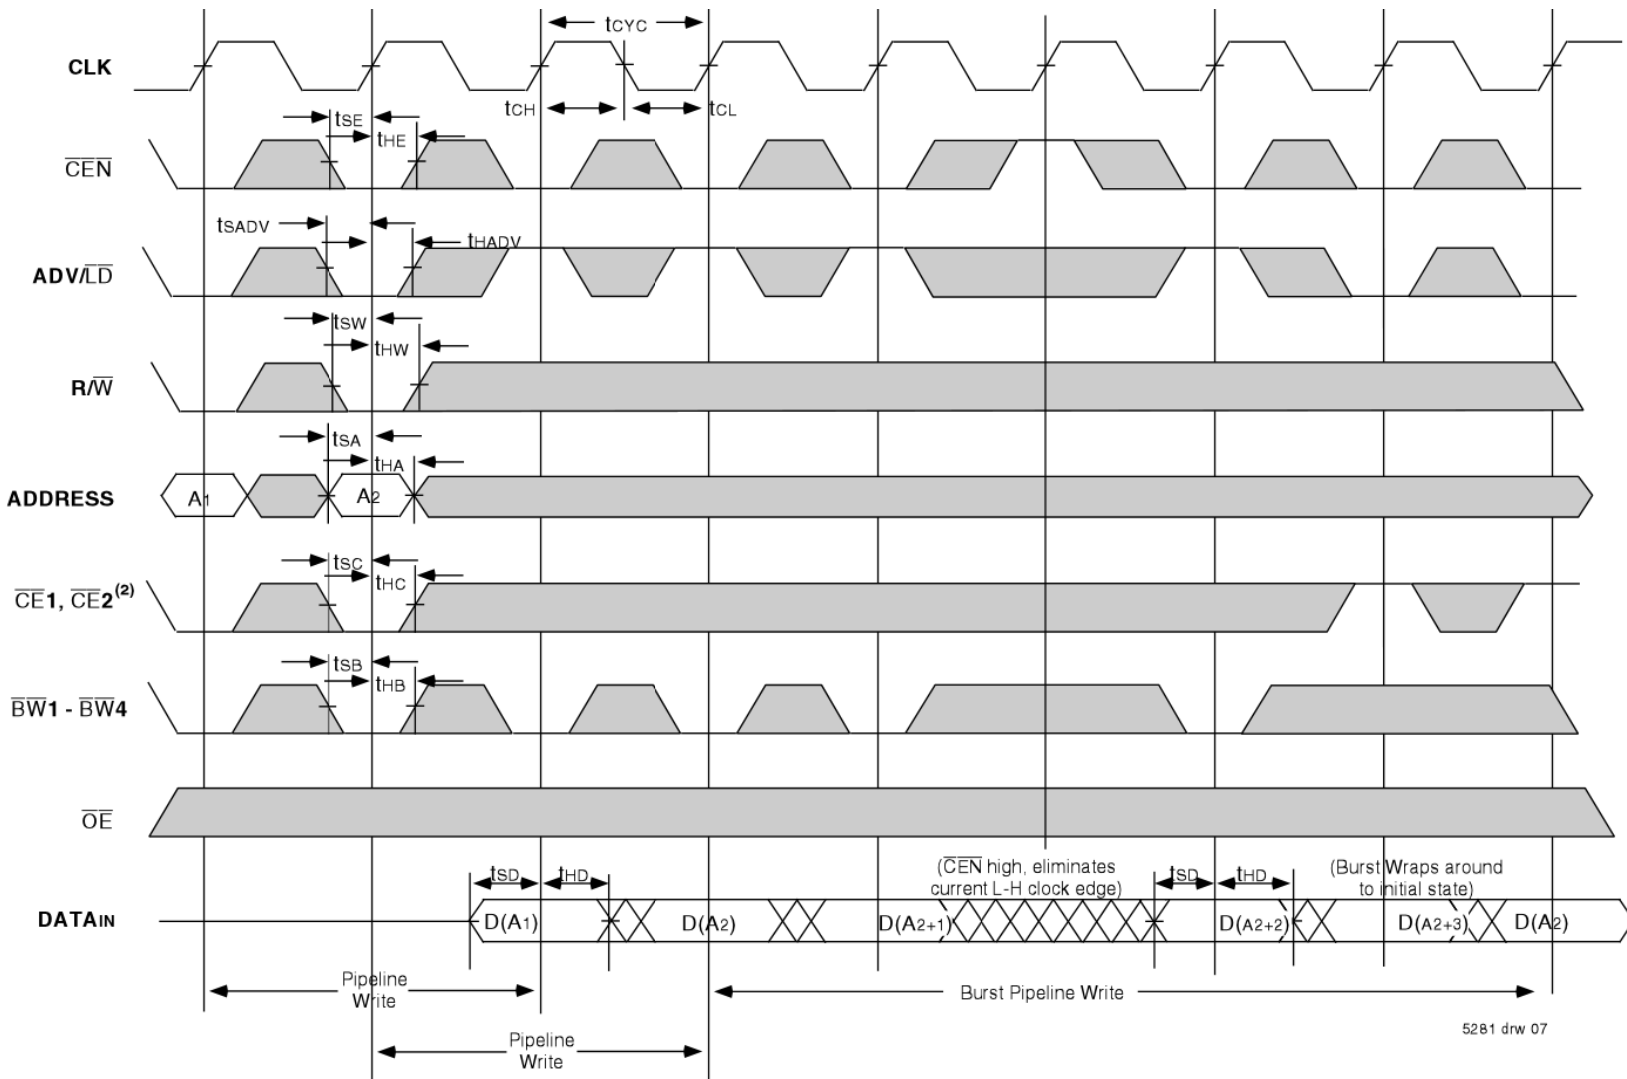 tCYC
CLK
tCH tCL
tSE
tHE
CEN
tSADV
tHADV
ADV/LD
tSW
tHW
R/W
tSA
tHA
ADDRESS A1 A2
tSC
tHC
CE1, CE2(2)
tSB
tHB
BW1 - BW4
OE
(CEN high, eliminates
current L-H clock edge)
(Burst Wraps around
to initial state)
tSD tHD tSD tHD
DATAIN D(A1) D(A2) D(A2+1) D(A2+2) D(A2+3) D(A2)
Pipeline
Write
Burst Pipeline Write
5281 drw 07
Pipeline
Write